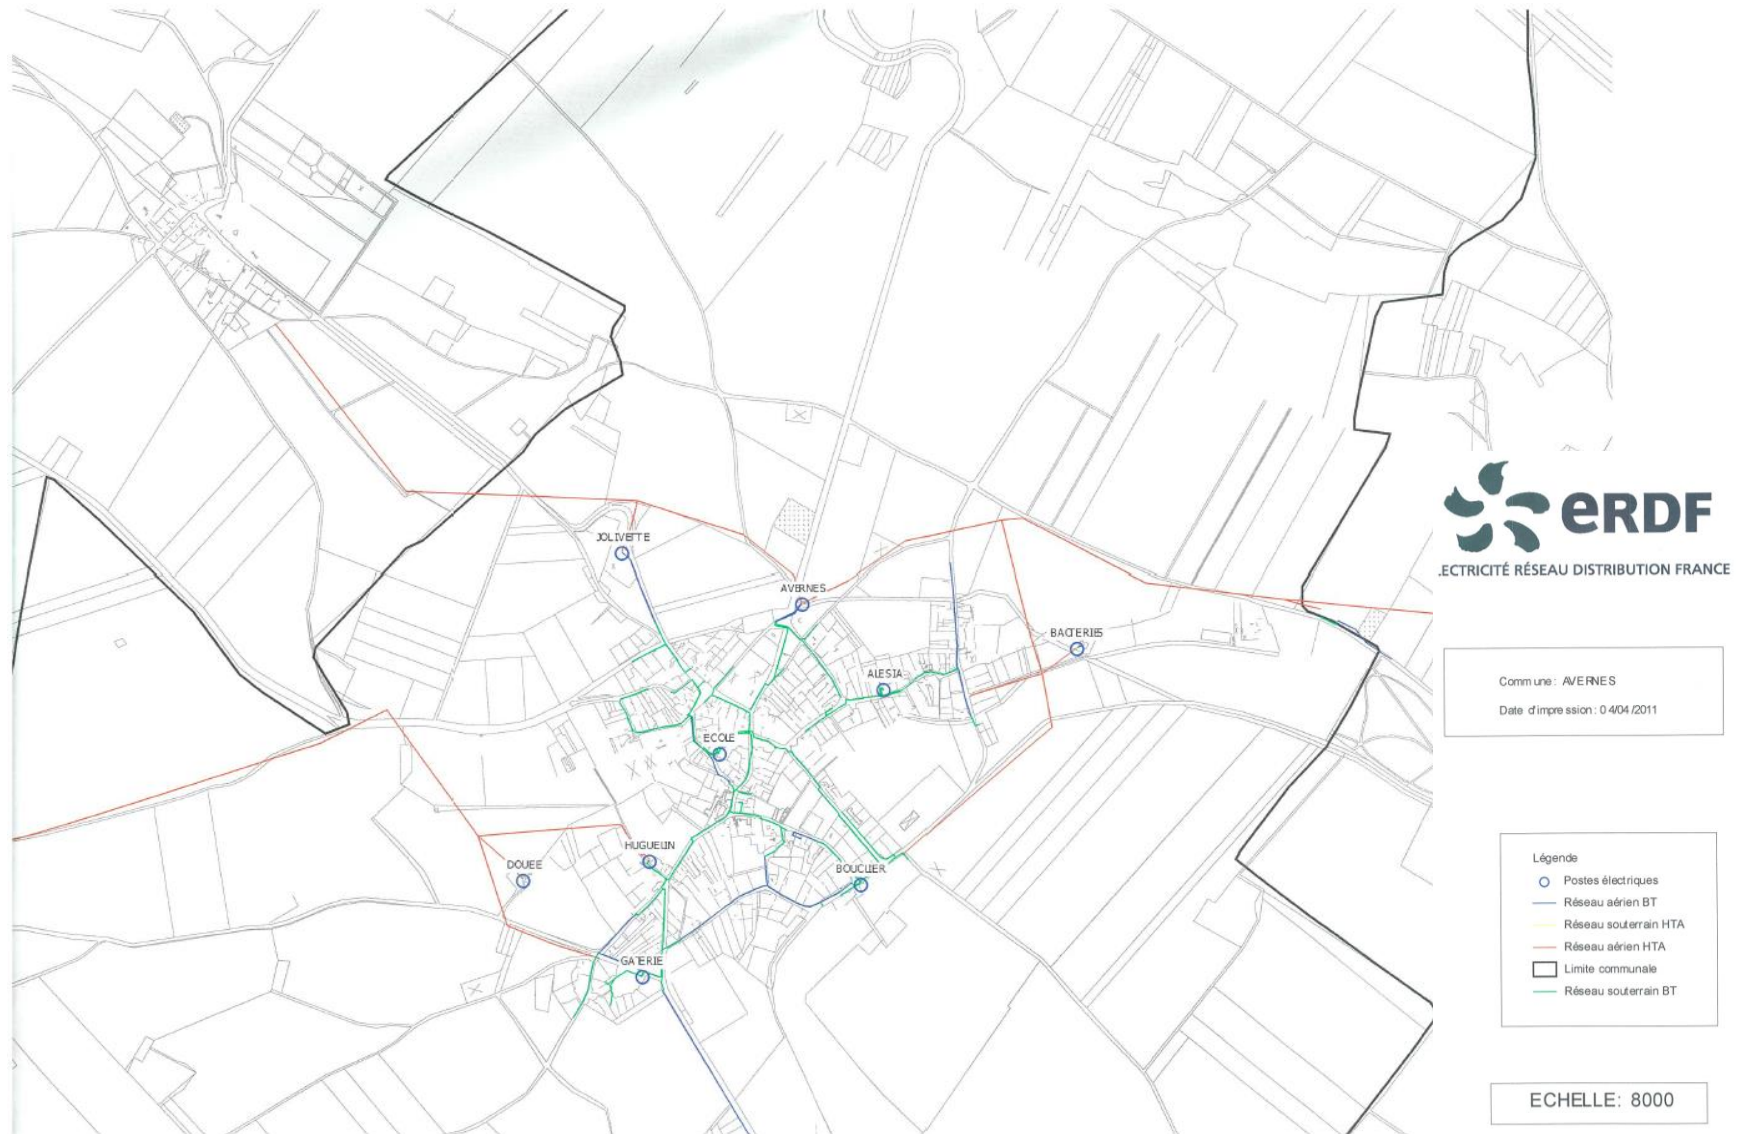 JOLIVETTE
AVERNES
BACTERIES
ALESIA
ECOLE
HUGUELIN
DOUEE
BOUCLIER
GATERIE
eRDF
.ECTRICITÉ RÉSEAU DISTRIBUTION FRANCE
Commune: AVERNES
Date d'impression: 04/04/2011
Légende
Postes électriques
Réseau aérien BT
Réseau souterrain HTA
Réseau aérien HTA
Limite communale
Réseau souterrain BT
ECHELLE: 8000